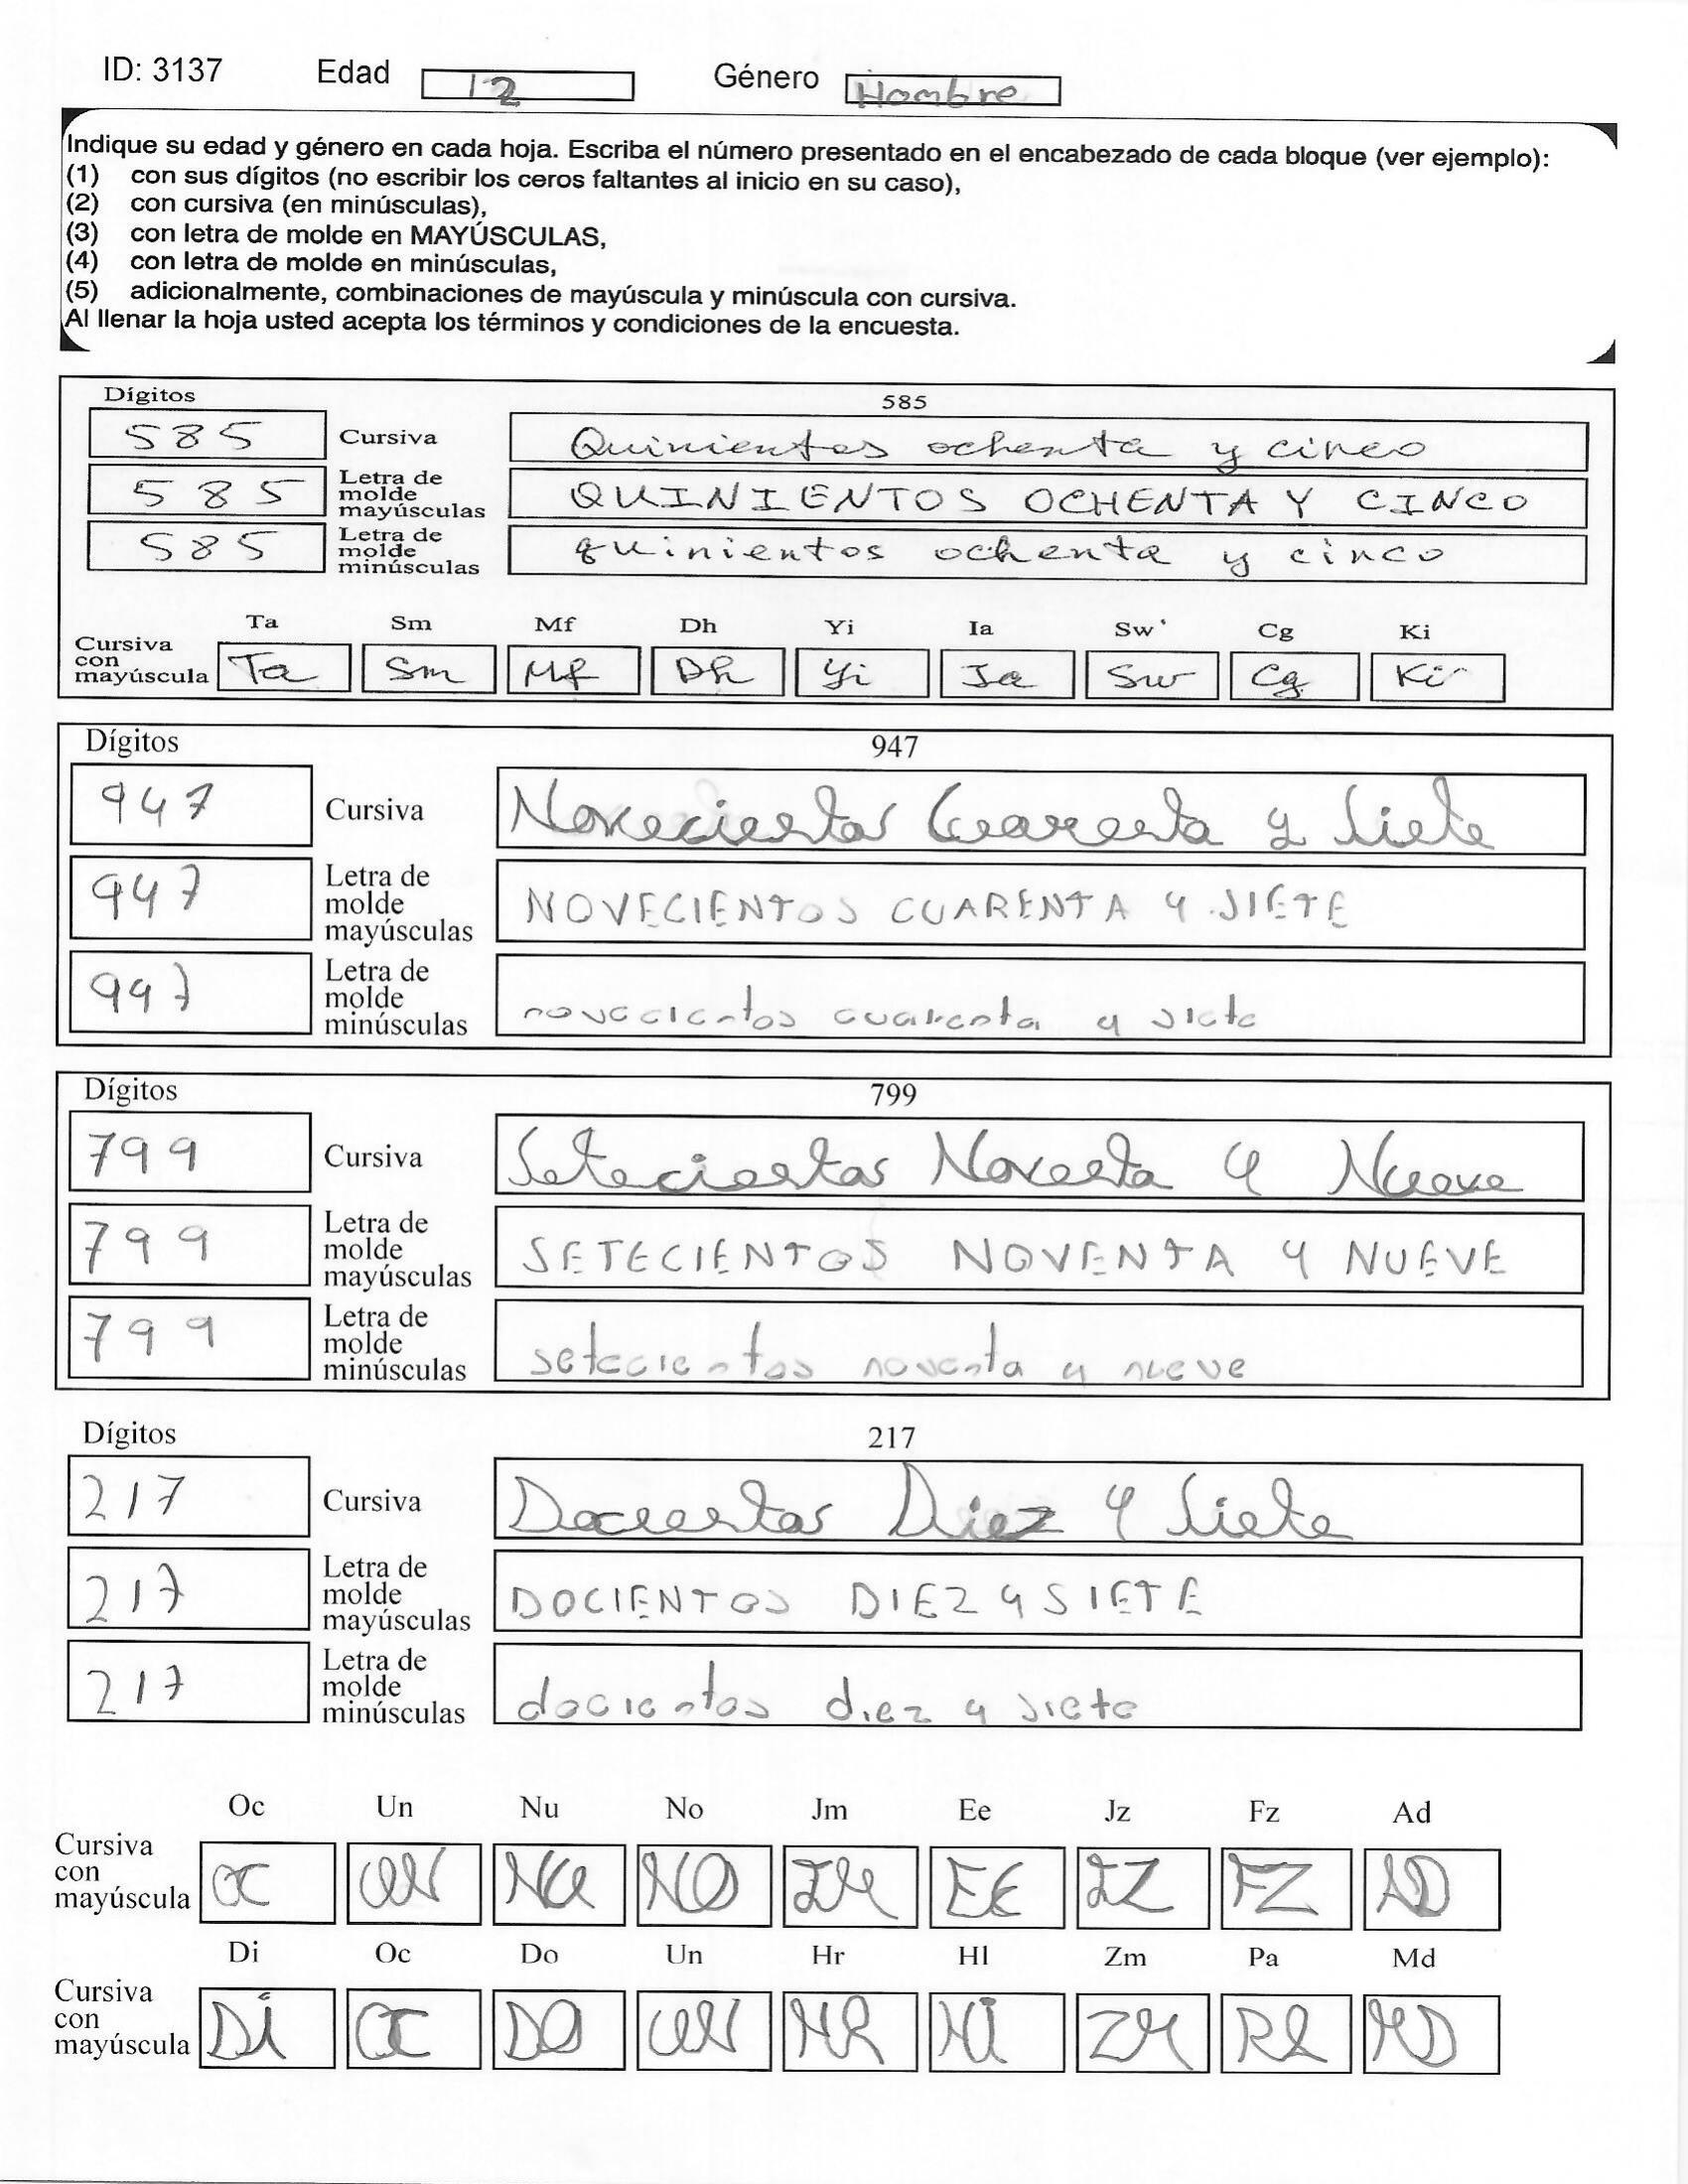 ID: 3137 Edad 12 Género Hombre
Indique su edad y género en cada hoja. Escriba el número presentado en el encabezado de cada bloque (ver ejemplo):
(1) con sus dígitos (no escribir los ceros faltantes al inicio en su caso),
(2) con cursiva (en minúsculas),
(3) con letra de molde en MAYÚSCULAS,
(4) con letra de molde en minúsculas,
(5) adicionalmente, combinaciones de mayúscula y minúscula con cursiva.
Al llenar la hoja usted acepta los términos y condiciones de la encuesta.
Dígitos 585
585 Cursiva Quinientos ochenta y cinco
585 Letra de molde mayúsculas QUINIENTOS OCHENTA Y CINCO
585 Letra de molde minúsculas quinientos ochenta y cinco
Ta Sm Mf Dh Yi Ia Sw Cg Ki
Cursiva con mayúscula Ta Sm Mf Dh Yi Ia Sw Cg Ki
Dígitos 947
947 Cursiva Novecientos Cuarenta y Siete
947 Letra de molde mayúsculas NOVECIENTOS CUARENTA Y SIETE
947 Letra de molde minúsculas novecientos cuarenta y siete
Dígitos 799
799 Cursiva Setecientos Noventa y Nueve
799 Letra de molde mayúsculas SETECIENTOS NOVENTA Y NUEVE
799 Letra de molde minúsculas setecientos noventa y nueve
Dígitos 217
217 Cursiva Docientos Diez y Siete
217 Letra de molde mayúsculas DOCIENTOS DIEZ Y SIETE
217 Letra de molde minúsculas docientos diez y siete
Oc Un Nu No Jm Ee Jz Fz Ad
Cursiva con mayúscula OC UN NU NO JM EE JZ FZ AD
Di Oc Do Un Hr Hl Zm Pa Md
Cursiva con mayúscula Di OC DO UN HR Hi ZM MD